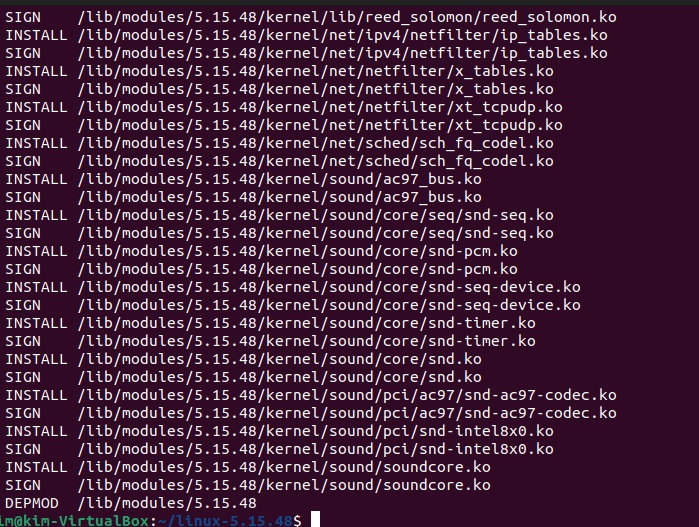 SIGN /lib/modules/5.15.48/kernel/lib/reed_solomon/reed_solomon.ko
INSTALL /lib/modules/5.15.48/kernel/net/ipv4/netfilter/ip_tables.ko
SIGN /lib/modules/5.15.48/kernel/net/ipv4/netfilter/ip_tables.ko
INSTALL /lib/modules/5.15.48/kernel/net/netfilter/x_tables.ko
SIGN /lib/modules/5.15.48/kernel/net/netfilter/x_tables.ko
INSTALL /lib/modules/5.15.48/kernel/net/netfilter/xt_tcpudp.ko
SIGN /lib/modules/5.15.48/kernel/net/netfilter/xt_tcpudp.ko
INSTALL /lib/modules/5.15.48/kernel/net/sched/sch_fq_codel.ko
SIGN /lib/modules/5.15.48/kernel/net/sched/sch_fq_codel.ko
INSTALL /lib/modules/5.15.48/kernel/sound/ac97_bus.ko
SIGN /lib/modules/5.15.48/kernel/sound/ac97_bus.ko
INSTALL /lib/modules/5.15.48/kernel/sound/core/seq/snd-seq.ko
SIGN /lib/modules/5.15.48/kernel/sound/core/seq/snd-seq.ko
INSTALL /lib/modules/5.15.48/kernel/sound/core/snd-pcm.ko
SIGN /lib/modules/5.15.48/kernel/sound/core/snd-pcm.ko
INSTALL /lib/modules/5.15.48/kernel/sound/core/snd-seq-device.ko
SIGN /lib/modules/5.15.48/kernel/sound/core/snd-seq-device.ko
INSTALL /lib/modules/5.15.48/kernel/sound/core/snd-timer.ko
SIGN /lib/modules/5.15.48/kernel/sound/core/snd-timer.ko
INSTALL /lib/modules/5.15.48/kernel/sound/core/snd.ko
SIGN /lib/modules/5.15.48/kernel/sound/core/snd.ko
INSTALL /lib/modules/5.15.48/kernel/sound/pci/ac97/snd-ac97-codec.ko
SIGN /lib/modules/5.15.48/kernel/sound/pci/ac97/snd-ac97-codec.ko
INSTALL /lib/modules/5.15.48/kernel/sound/pci/snd-intel8x0.ko
SIGN /lib/modules/5.15.48/kernel/sound/pci/snd-intel8x0.ko
INSTALL /lib/modules/5.15.48/kernel/sound/soundcore.ko
SIGN /lib/modules/5.15.48/kernel/sound/soundcore.ko
DEPMOD /lib/modules/5.15.48
im@kim-VirtualBox:~/linux-5.15.48$